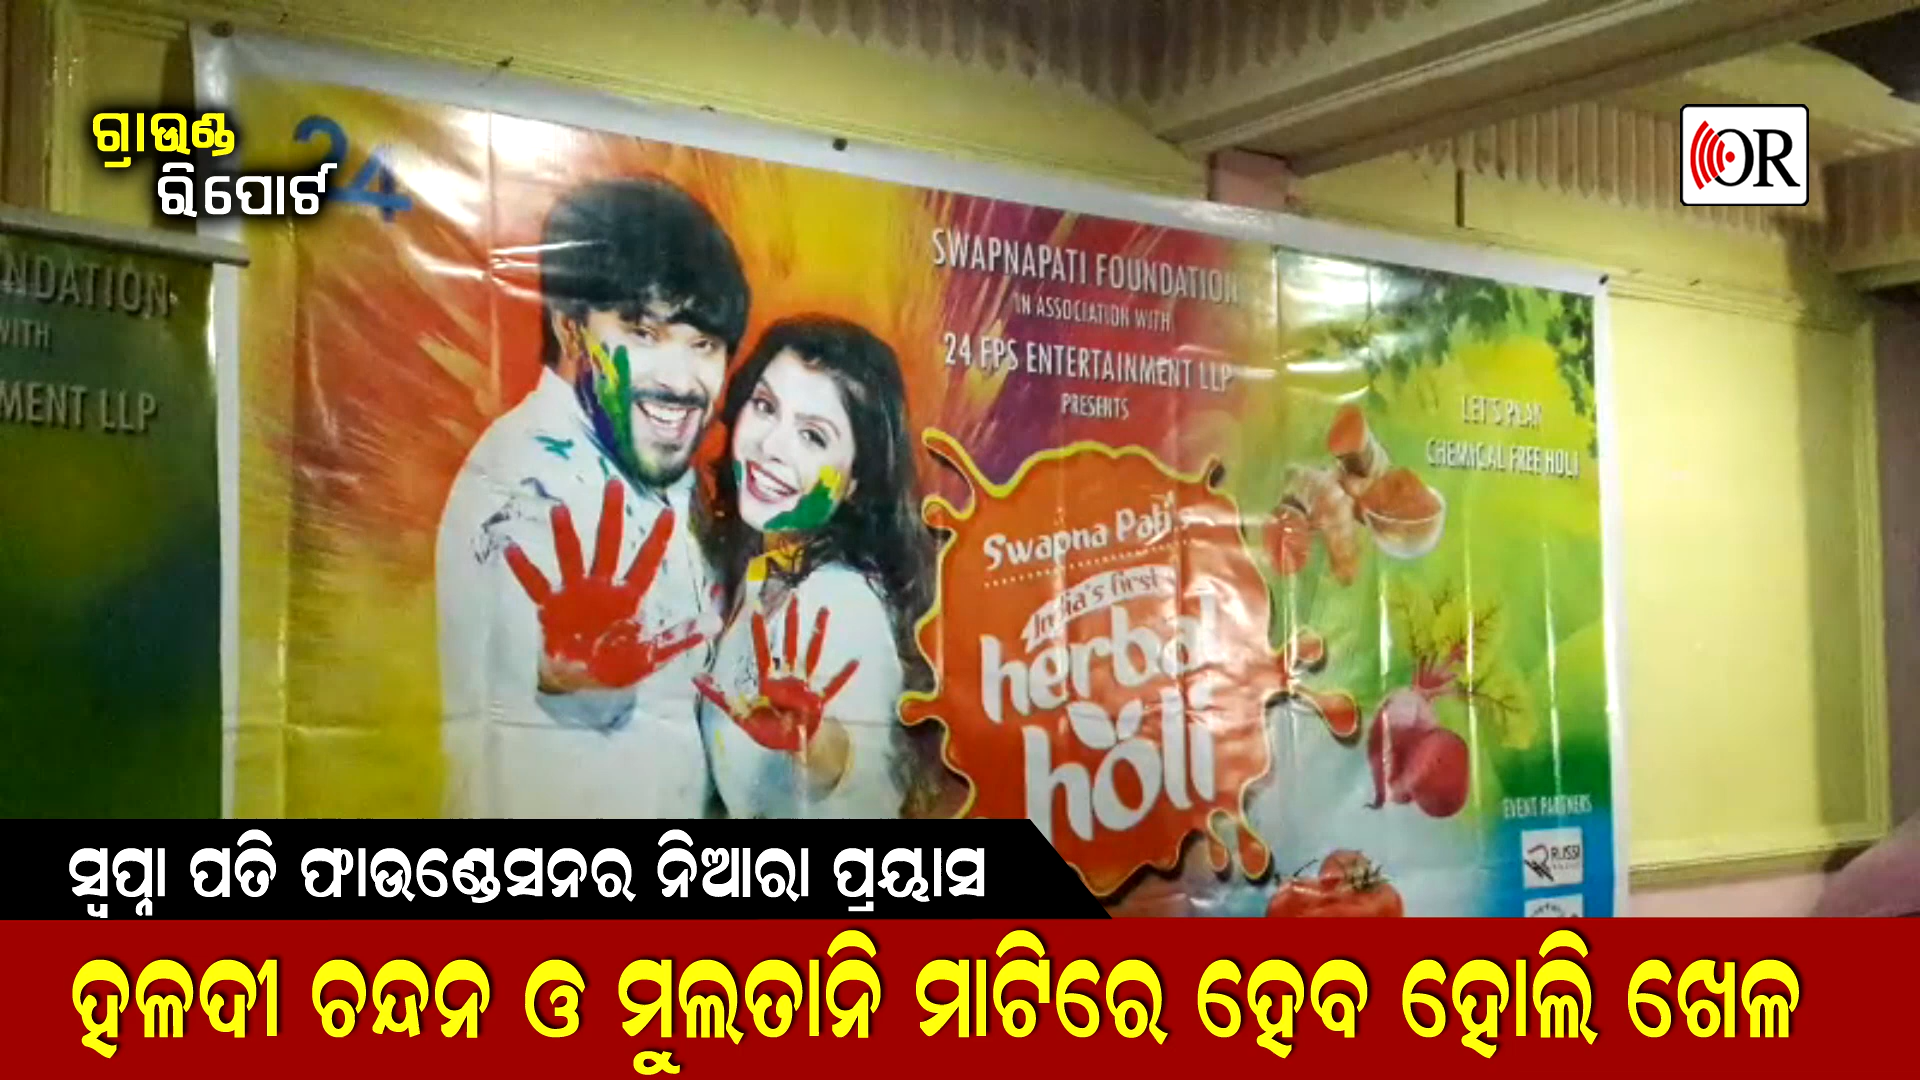 ଗ୍ରାଉଣ୍ଡ
ରିପୋର୍ଟ
24
OR
NDATION
WITH
MENT LLP
SWAPNAPATI FOUNDATION
IN ASSOCIATION WITH
24 FPS ENTERTAINMENT LLP
PRESENTS
LET'S PLAY
CHEMICAL FREE HOLI
Swapna Pati's
India's first
herbal
holi
EVENT PARTNERS
RUSSI
ସ୍ୱପ୍ନା ପତି ଫାଉଣ୍ଡେସନର ନିଆରା ପ୍ରୟାସ
ହଳଦୀ ଚନ୍ଦନ ଓ ମୁଲତାନି ମାଟିରେ ହେବ ହୋଲି ଖେଳ